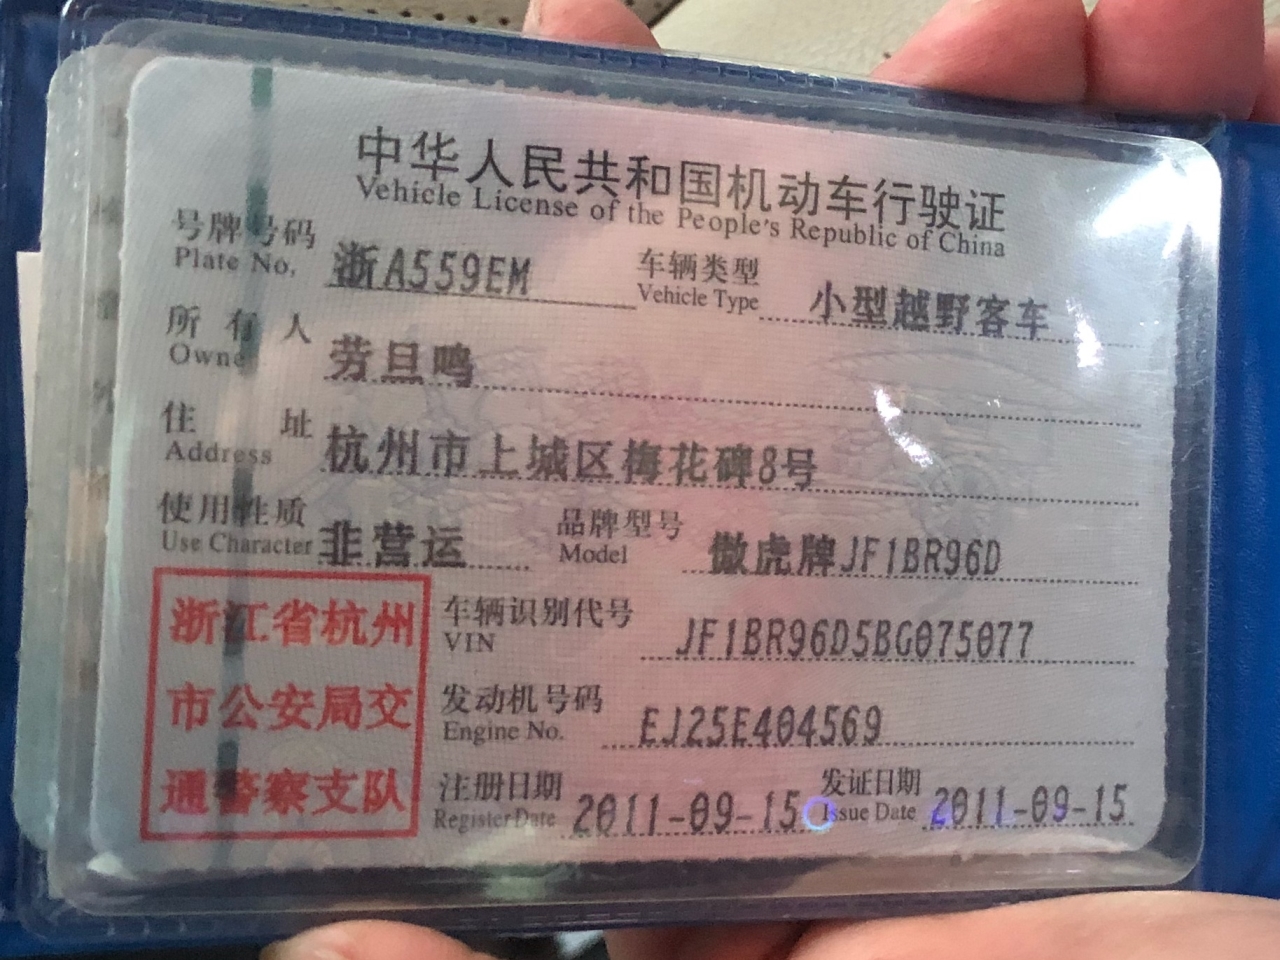 中华人民共和国机动车行驶证
Vehicle License of the People's Republic of China
号牌号码 浙A559EM 车辆类型 小型越野客车
Plate No. Vehicle Type
所有人 劳旦鸣
Owner
住址 杭州市上城区梅花碑8号
Address
使用性质 非营运 品牌型号 傲虎牌JF1BR96D
Use Character Model
浙江省杭州
市公安局交
通警察支队
车辆识别代号 JF1BR96D5BG075077
VIN
发动机号码 EJ25E404569
Engine No.
注册日期 2011-09-15 发证日期 2011-09-15
Register Date Issue Date